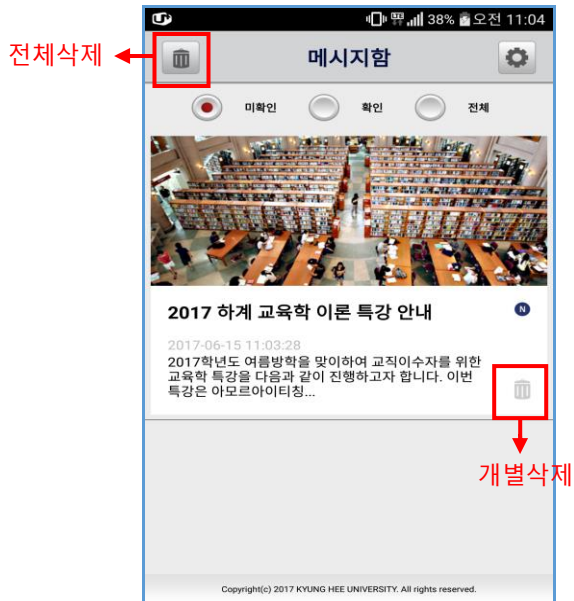 38% 오전 11:04
전체삭제
메시지함
미확인 확인 전체
2017 하계 교육학 이론 특강 안내 N
2017-06-15 11:03:28
2017학년도 여름방학을 맞이하여 교직이수자를 위한
교육학 특강을 다음과 같이 진행하고자 합니다. 이번
특강은 아모르아이티칭...
개별삭제
Copyright(c) 2017 KYUNG HEE UNIVERSITY. All rights reserved.